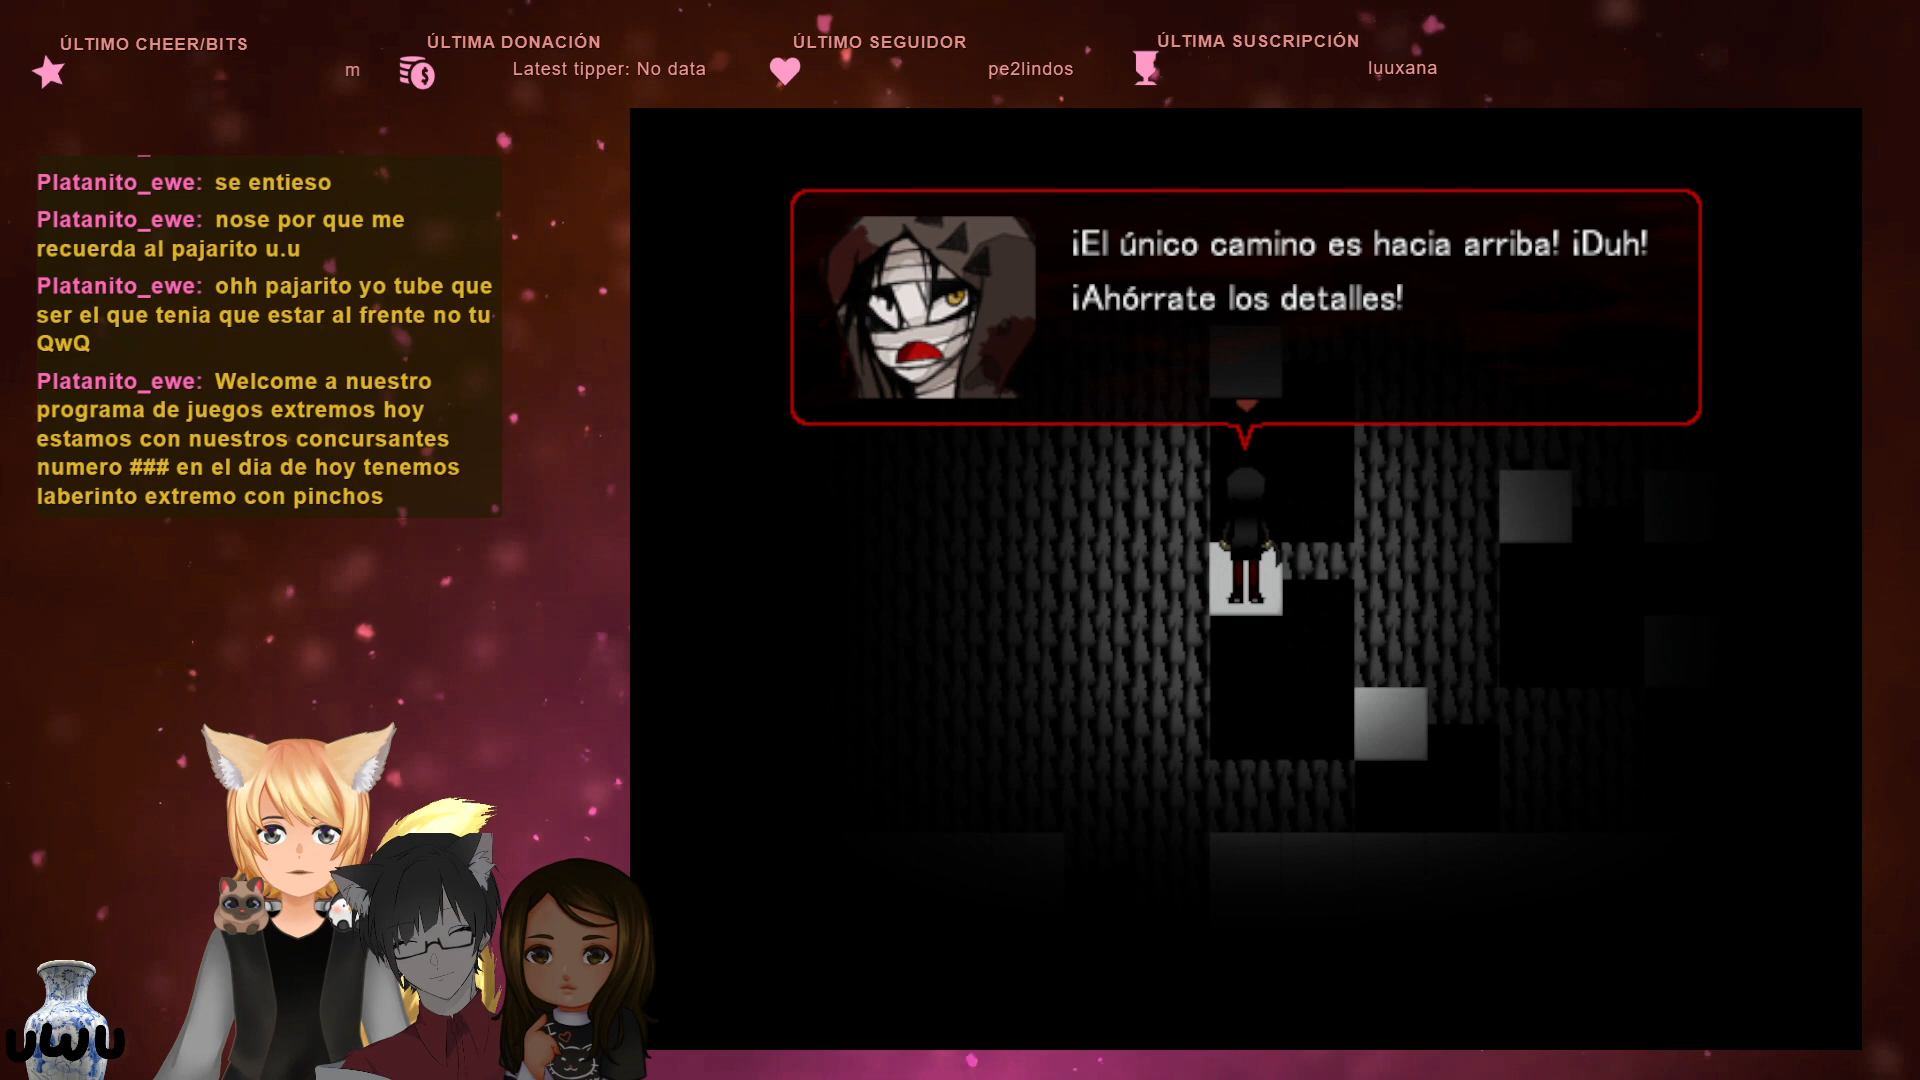 ÚLTIMO CHEER/BITS
m
ÚLTIMA DONACIÓN
Latest tipper: No data
ÚLTIMO SEGUIDOR
pe2lindos
ÚLTIMA SUSCRIPCIÓN
luuxana
Platanito_ewe: se entieso
Platanito_ewe: nose por que me
recuerda al pajarito u.u
Platanito_ewe: ohh pajarito yo tube que
ser el que tenia que estar al frente no tu
QwQ
Platanito_ewe: Welcome a nuestro
programa de juegos extremos hoy
estamos con nuestros concursantes
numero ### en el dia de hoy tenemos
laberinto extremo con pinchos
¡El único camino es hacia arriba! ¡Duh!
¡Ahórrate los detalles!
uwu